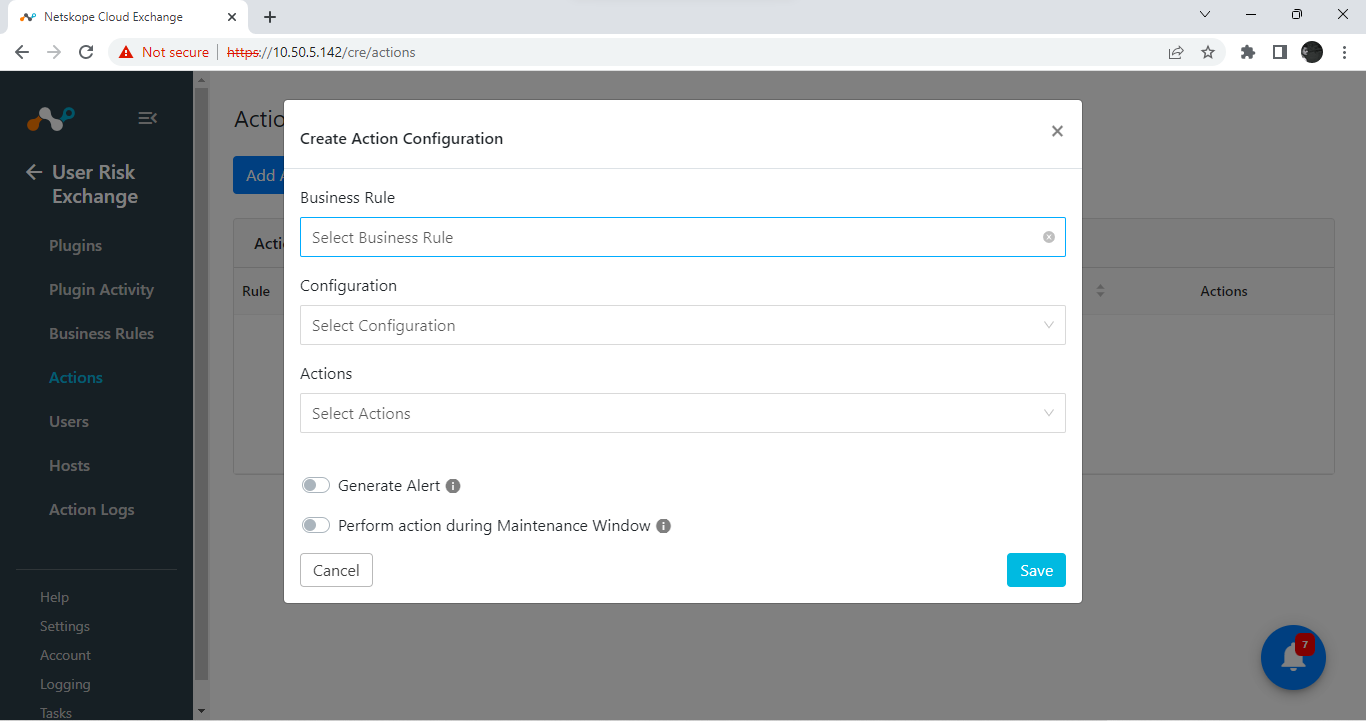 Netskope Cloud Exchange
Not secure
https://10.50.5.142/cre/actions
User Risk
Exchange
Plugins
Plugin Activity
Business Rules
Actions
Users
Hosts
Action Logs
Help
Settings
Account
Logging
Tasks
Actio
Add A
Acti
Rule
Actions
Create Action Configuration
Business Rule
Select Business Rule
Configuration
Select Configuration
Actions
Select Actions
Generate Alert
Perform action during Maintenance Window
Cancel
Save
7